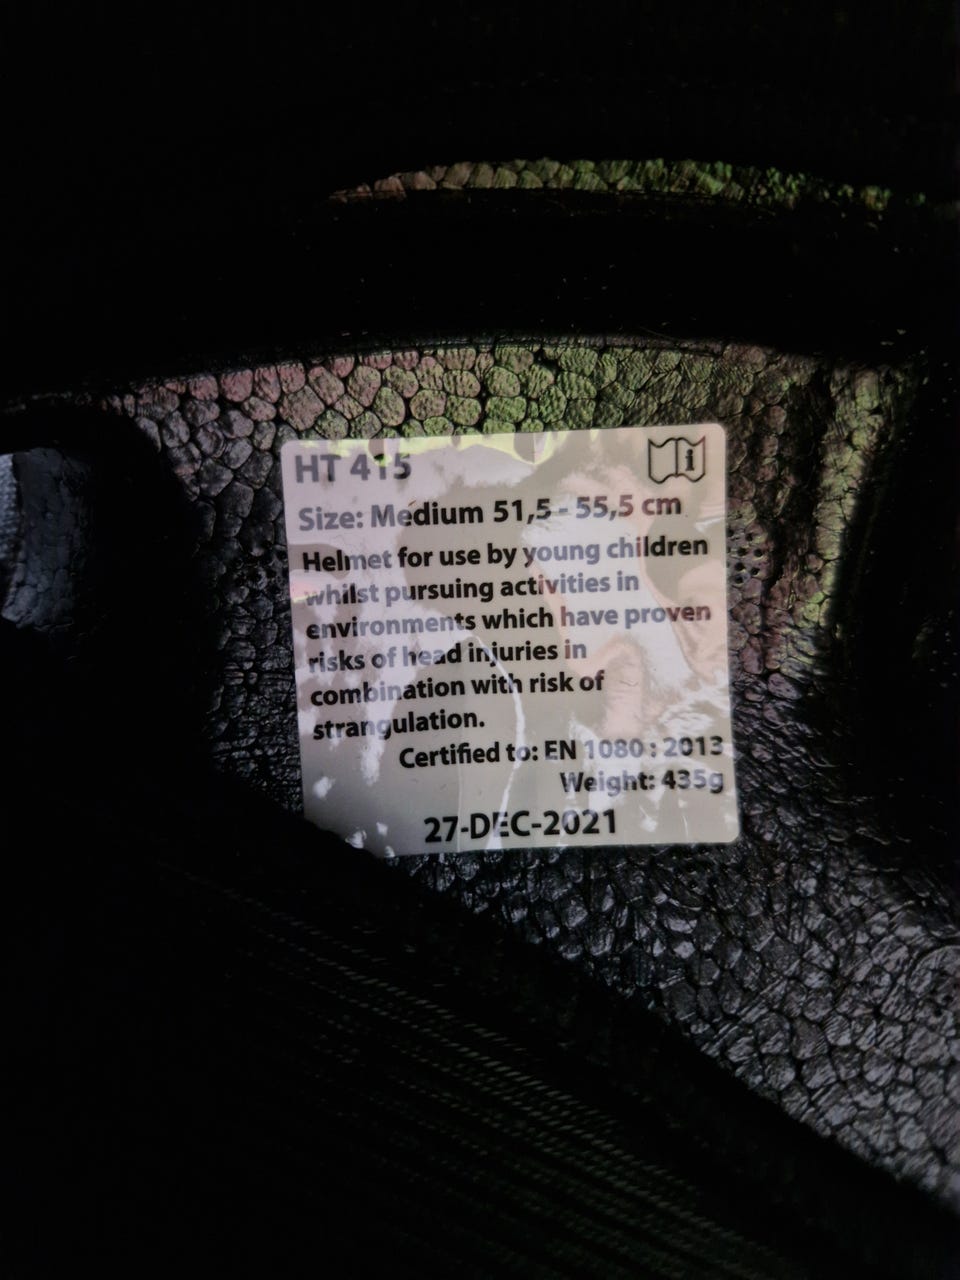 HT 415
Size: Medium 51,5 - 55,5 cm
Helmet for use by young children
whilst pursuing activities in
environments which have proven
risks of head injuries in
combination with risk of
strangulation.
Certified to: EN 1080 : 2013
Weight: 435g
27-DEC-2021